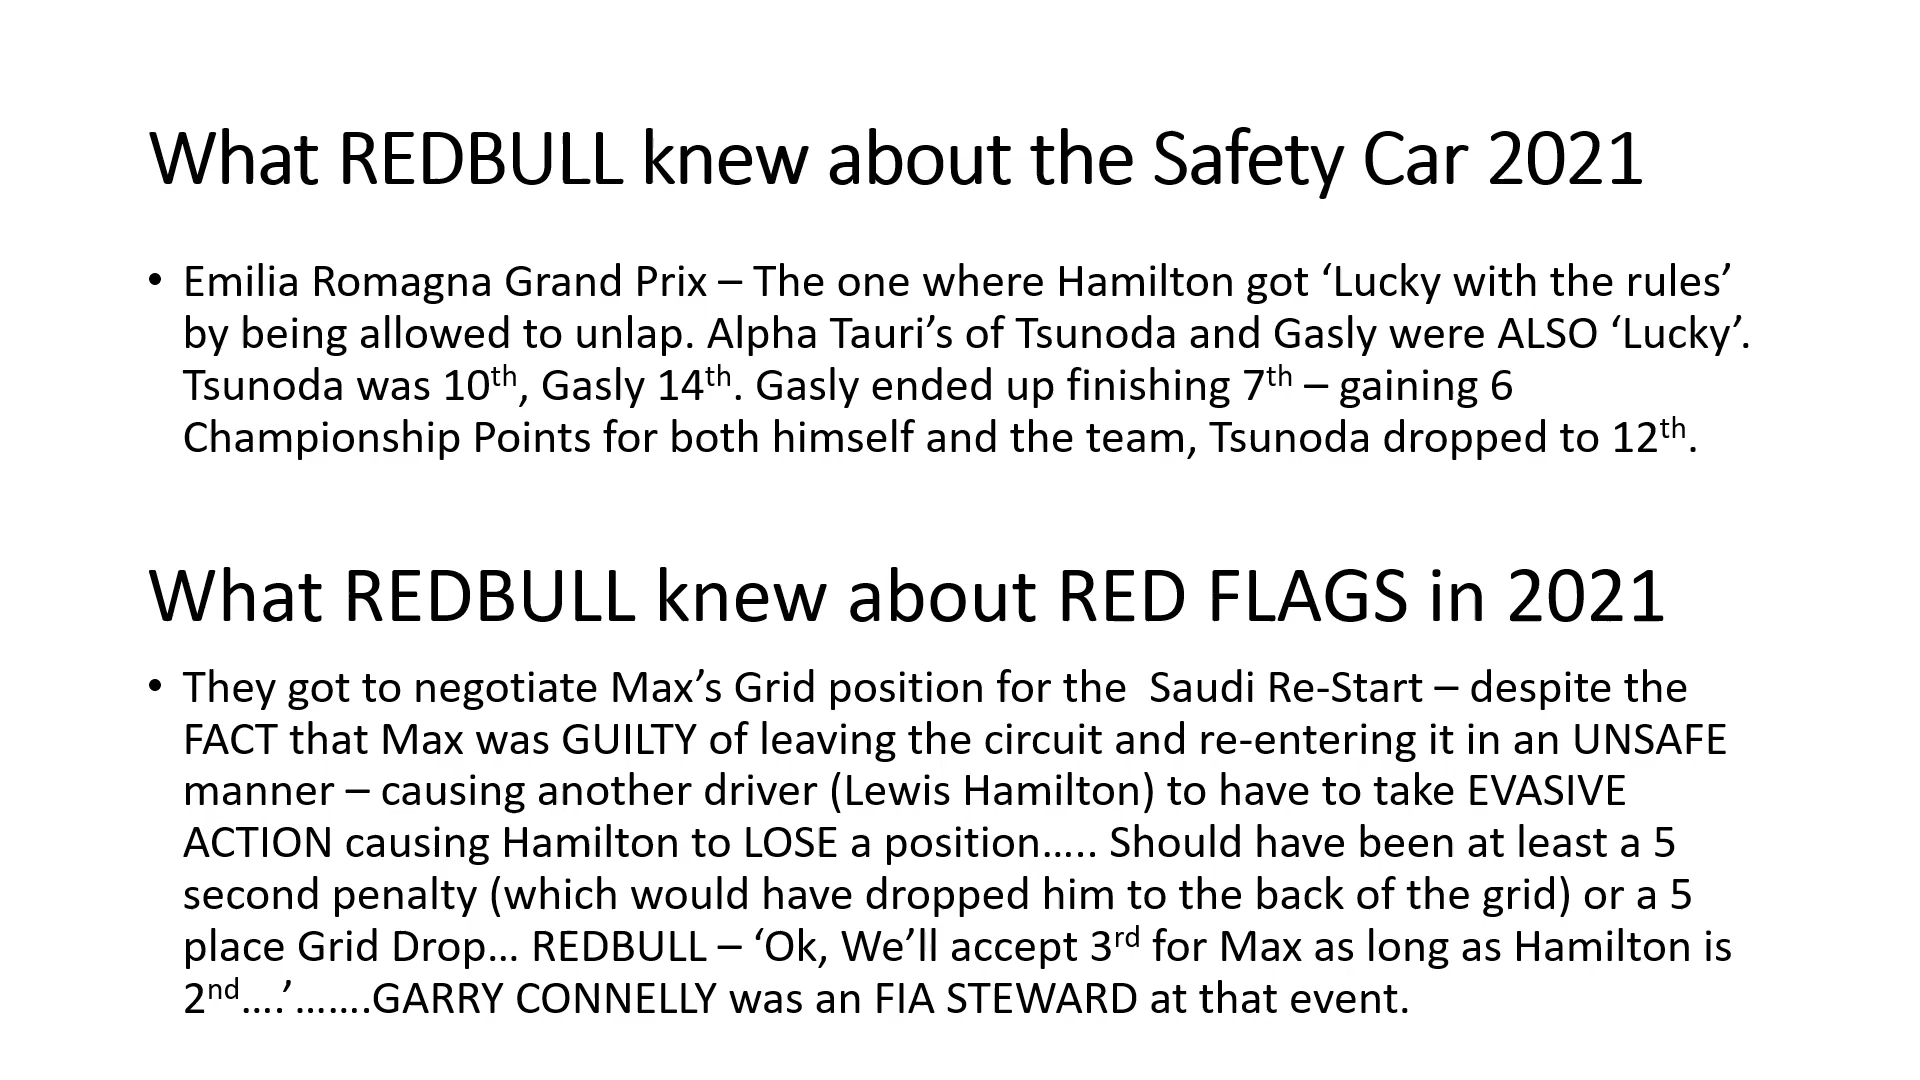 What REDBULL knew about the Safety Car 2021
• Emilia Romagna Grand Prix – The one where Hamilton got ‘Lucky with the rules’
by being allowed to unlap. Alpha Tauri’s of Tsunoda and Gasly were ALSO ‘Lucky’.
Tsunoda was 10th, Gasly 14th. Gasly ended up finishing 7th – gaining 6
Championship Points for both himself and the team, Tsunoda dropped to 12th.
What REDBULL knew about RED FLAGS in 2021
• They got to negotiate Max’s Grid position for the  Saudi Re-Start – despite the
FACT that Max was GUILTY of leaving the circuit and re-entering it in an UNSAFE
manner – causing another driver (Lewis Hamilton) to have to take EVASIVE
ACTION causing Hamilton to LOSE a position….. Should have been at least a 5
second penalty (which would have dropped him to the back of the grid) or a 5
place Grid Drop… REDBULL – ‘Ok, We’ll accept 3rd for Max as long as Hamilton is
2nd….’…….GARRY CONNELLY was an FIA STEWARD at that event.